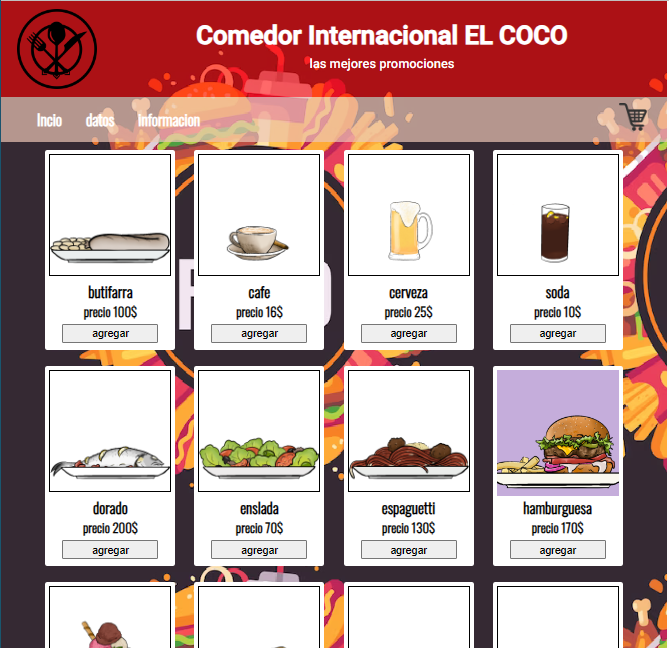 Comedor Internacional EL COCO
las mejores promociones
Incio datos Informacion
butifarra
precio 100$
agregar
cafe
precio 16$
agregar
cerveza
precio 25$
agregar
soda
precio 10$
agregar
dorado
precio 200$
agregar
enslada
precio 70$
agregar
espaguetti
precio 130$
agregar
hamburguesa
precio 170$
agregar